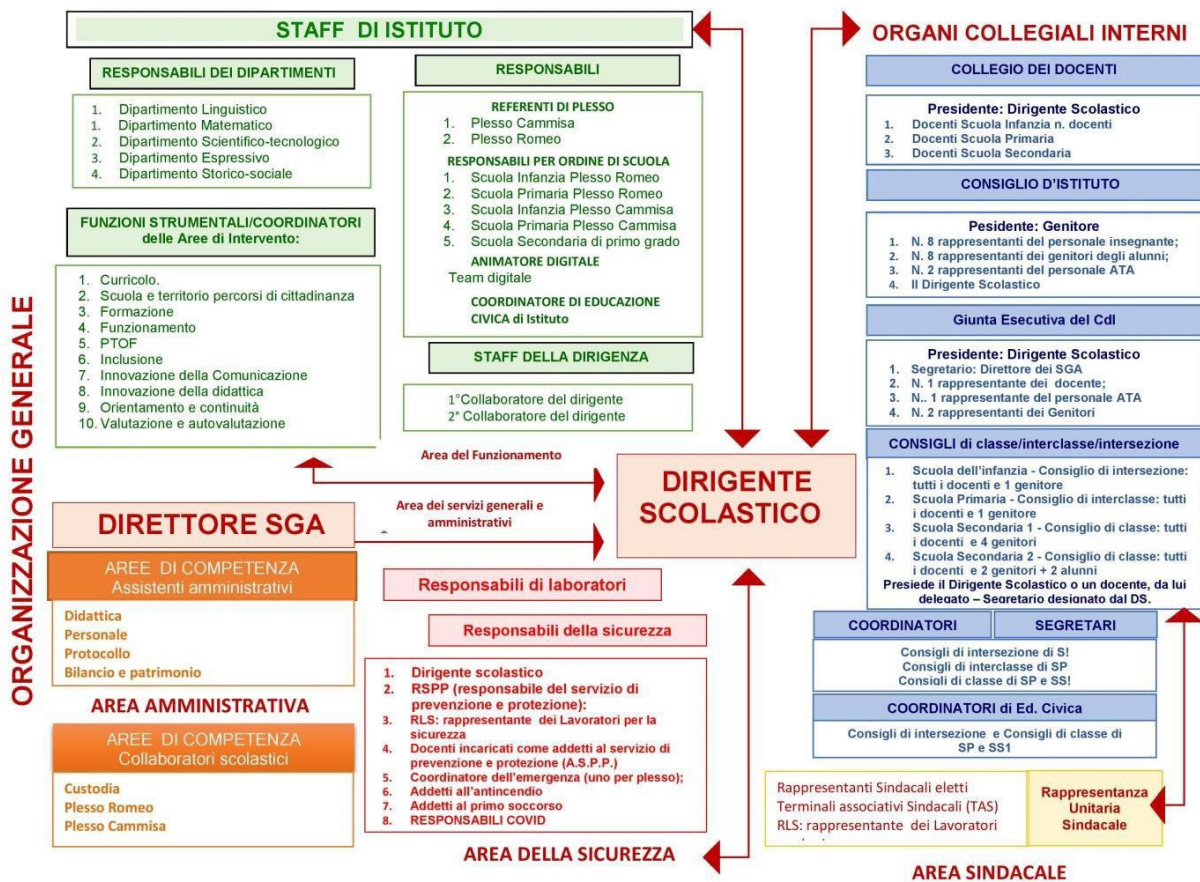 ORGANIZZAZIONE GENERALE
STAFF DI ISTITUTO
RESPONSABILI DEI DIPARTIMENTI
1. Dipartimento Linguistico
1. Dipartimento Matematico
2. Dipartimento Scientifico-tecnologico
3. Dipartimento Espressivo
4. Dipartimento Storico-sociale
FUNZIONI STRUMENTALI/COORDINATORI
delle Aree di Intervento:
1. Curricolo.
2. Scuola e territorio percorsi di cittadinanza
3. Formazione
4. Funzionamento
5. PTOF
6. Inclusione
7. Innovazione della Comunicazione
8. Innovazione della didattica
9. Orientamento e continuità
10. Valutazione e autovalutazione
RESPONSABILI
REFERENTI DI PLESSO
1. Plesso Cammisa
2. Plesso Romeo
RESPONSABILI PER ORDINE DI SCUOLA
1. Scuola Infanzia Plesso Romeo
2. Scuola Primaria Plesso Romeo
3. Scuola Infanzia Plesso Cammisa
4. Scuola Primaria Plesso Cammisa
5. Scuola Secondaria di primo grado
ANIMATORE DIGITALE
Team digitale
COORDINATORE DI EDUCAZIONE
CIVICA di Istituto
STAFF DELLA DIRIGENZA
1°Collaboratore del dirigente
2° Collaboratore del dirigente
ORGANI COLLEGIALI INTERNI
COLLEGIO DEI DOCENTI
Presidente: Dirigente Scolastico
1. Docenti Scuola Infanzia n. docenti
2. Docenti Scuola Primaria
3. Docenti Scuola Secondaria
CONSIGLIO D'ISTITUTO
Pesidente: Genitore
1. N. 8 rappresentanti del personale insegnante;
2. N. 8 rappresentanti dei genitori degli alunni;
3. N. 2 rappresentanti del personale ATA
4. Il Dirigente Scolastico
Giunta Esecutiva del CdI
Presidente: Dirigente Scolastico
1. Segretario: Direttore dei SGA
2. N. 1 rappresentante dei docente;
3. N.. 1 rappresentante del personale ATA
4. N. 2 rappresentanti dei Genitori
CONSIGLI di classe/interclasse/intersezione
1. Scuola dell'infanzia - Consiglio di intersezione:
tutti i docenti e 1 genitore
2. Scuola Primaria - Consiglio di interclasse: tutti
i docenti e 1 genitore
3. Scuola Secondaria 1 - Consiglio di classe: tutti
i docenti e 4 genitori
4. Scuola Secondaria 2 - Consiglio di classe: tutti
i docenti e 2 genitori + 2 alunni
Presiede il Dirigente Scolastico o un docente, da lui
delegato – Segretario designato dal DS.
COORDINATORI
SEGRETARI
Consigli di intersezione di S!
Consigli di interclasse di SP
Consigli di classe di SP e SS!
COORDINATORI di Ed. Civica
Consigli di intersezione e Consigli di classe di
SP e SS1
Area del Funzionamento
Area dei servizi generali e
amministrativi
DIRIGENTE
SCOLASTICO
DIRETTORE SGA
AREE DI COMPETENZA
Assistenti amministrativi
Didattica
Personale
Protocollo
Bilancio e patrimonio
AREA AMMINISTRATIVA
AREE DI COMPETENZA
Collaboratori scolastici
Custodia
Plesso Romeo
Plesso Cammisa
Responsabili di laboratori
Responsabili della sicurezza
1. Dirigente scolastico
2. RSPP (responsabile del servizio di
prevenzione e protezione):
3. RLS: rappresentante dei Lavoratori per la
sicurezza
4. Docenti incaricati come addetti al servizio di
prevenzione e protezione (A.S.P.P.)
5. Coordinatore dell'emergenza (uno per plesso);
6. Addetti all'antincendio
7. Addetti al primo soccorso
8. RESPONSABILI COVID
AREA DELLA SICUREZZA
Rappresentanti Sindacali eletti
Terminali associativi Sindacali (TAS)
RLS: rappresentante dei Lavoratori
Rappresentanza
Unitaria
Sindacale
AREA SINDACALE